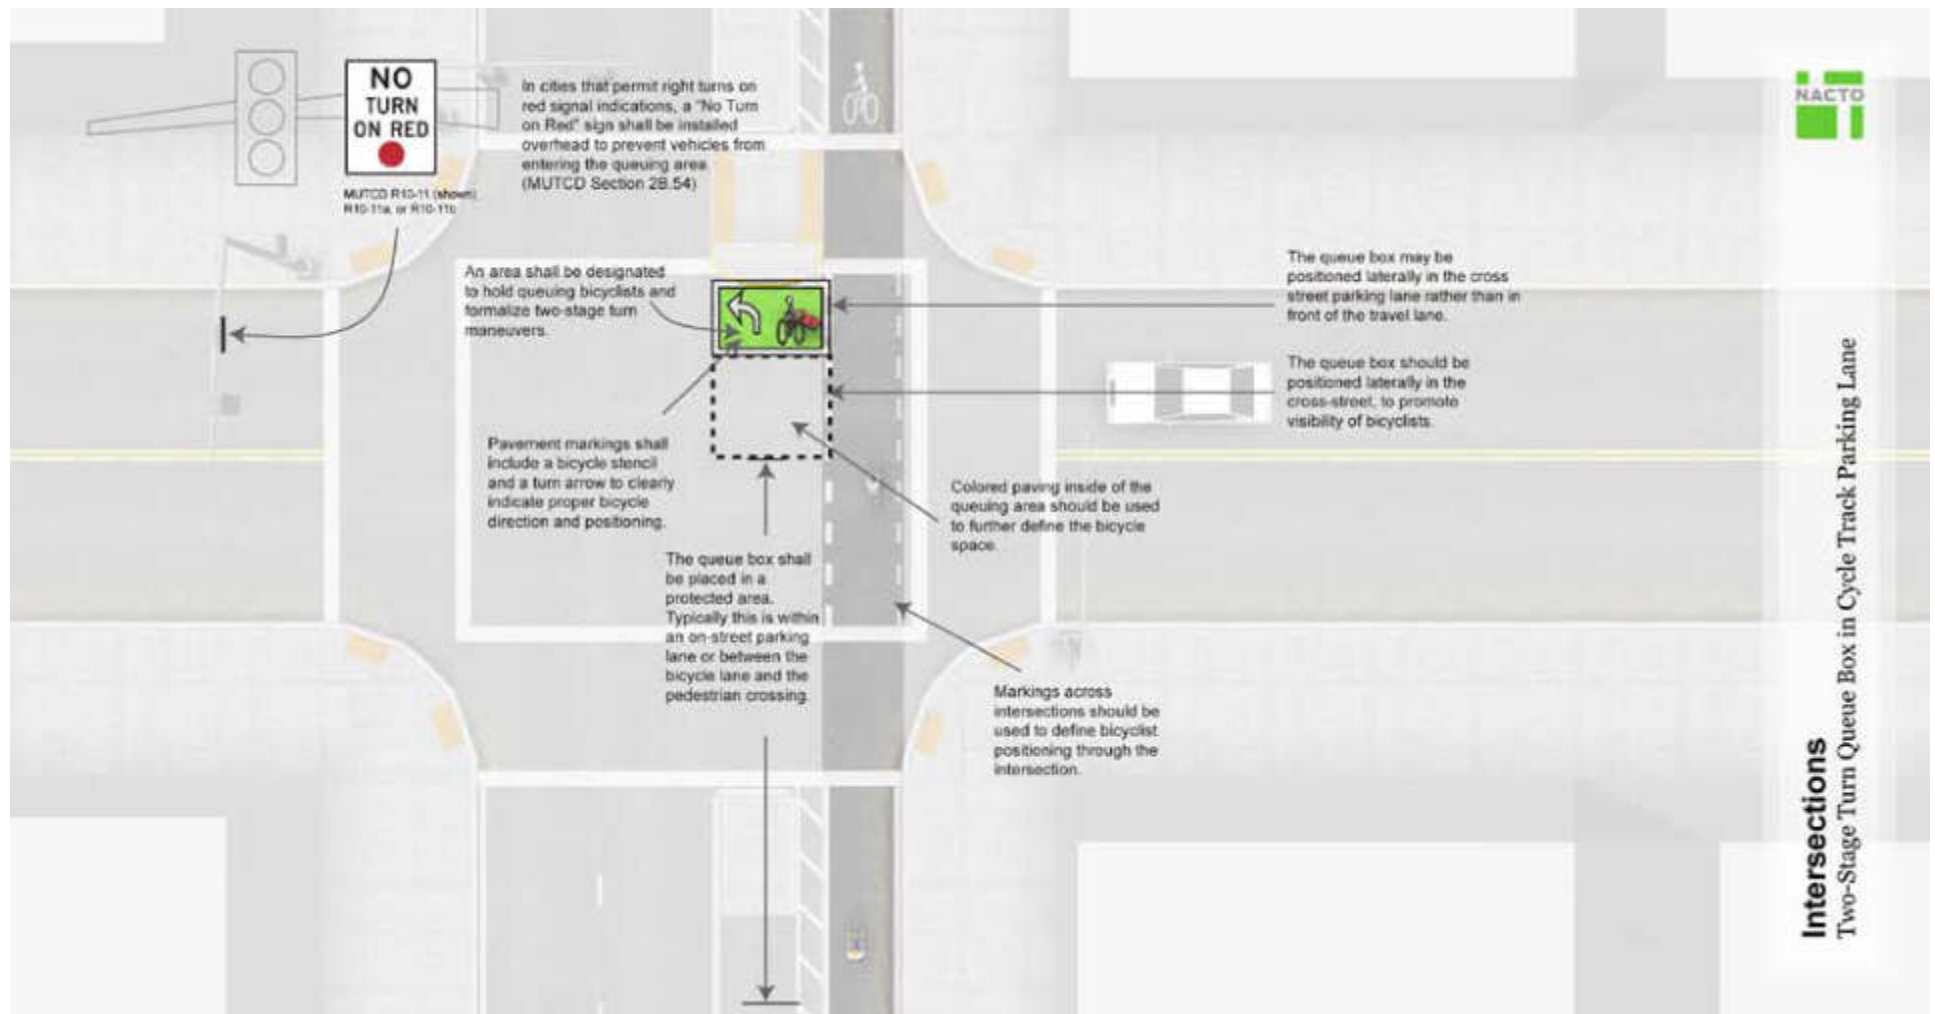 NO
TURN
ON RED
MUTCD R10-11 (shown)
R10-11a, or R10-11b
In cities that permit right turns on
red signal indications, a "No Turn
on Red" sign shall be installed
overhead to prevent vehicles from
entering the queuing area.
(MUTCD Section 2B.54)
An area shall be designated
to hold queuing bicyclists and
formalize two-stage turn
maneuvers.
Pavement markings shall
include a bicycle stencil
and a turn arrow to clearly
indicate proper bicycle
direction and positioning.
The queue box shall
be placed in a
protected area.
Typically this is within
an on-street parking
lane or between the
bicycle lane and the
pedestrian crossing.
Colored paving inside of the
queuing area should be used
to further define the bicycle
space.
Markings across
intersections should be
used to define bicyclist
positioning through the
intersection.
The queue box may be
positioned laterally in the cross
street parking lane rather than in
front of the travel lane.
The queue box should be
positioned laterally in the
cross-street, to promote
visibility of bicyclists.
NACTO
Intersections
Two-Stage Turn Queue Box in Cycle Track Parking Lane